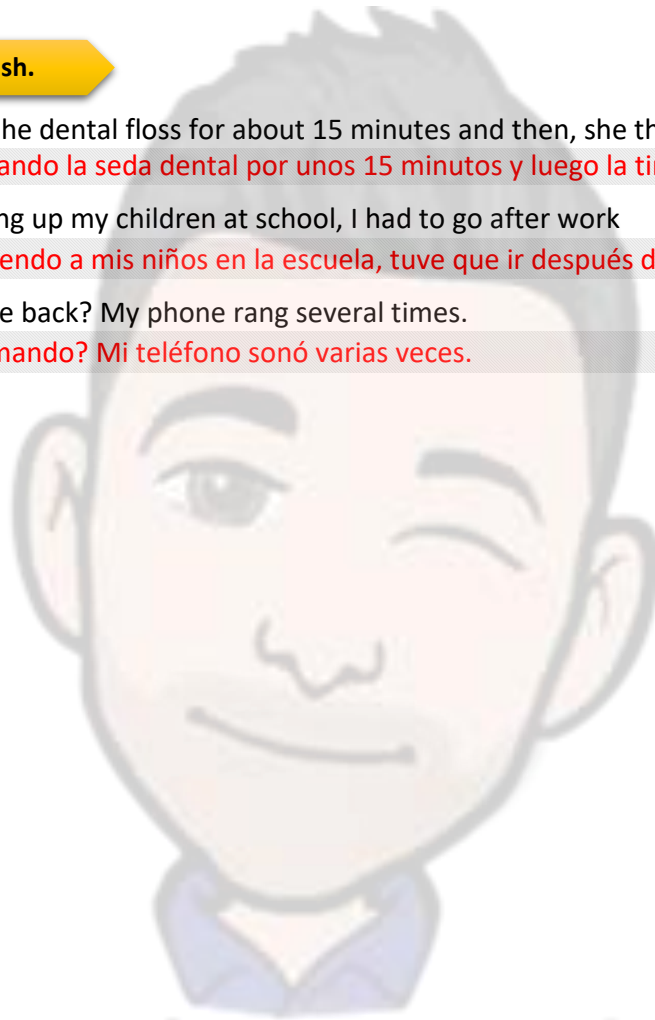 sh.
he dental floss for about 15 minutes and then, she th
ando la seda dental por unos 15 minutos y luego la ti
ng up my children at school, I had to go after work
endo a mis niños en la escuela, tuve que ir después d
e back? My phone rang several times.
mando? Mi teléfono sonó varias veces.